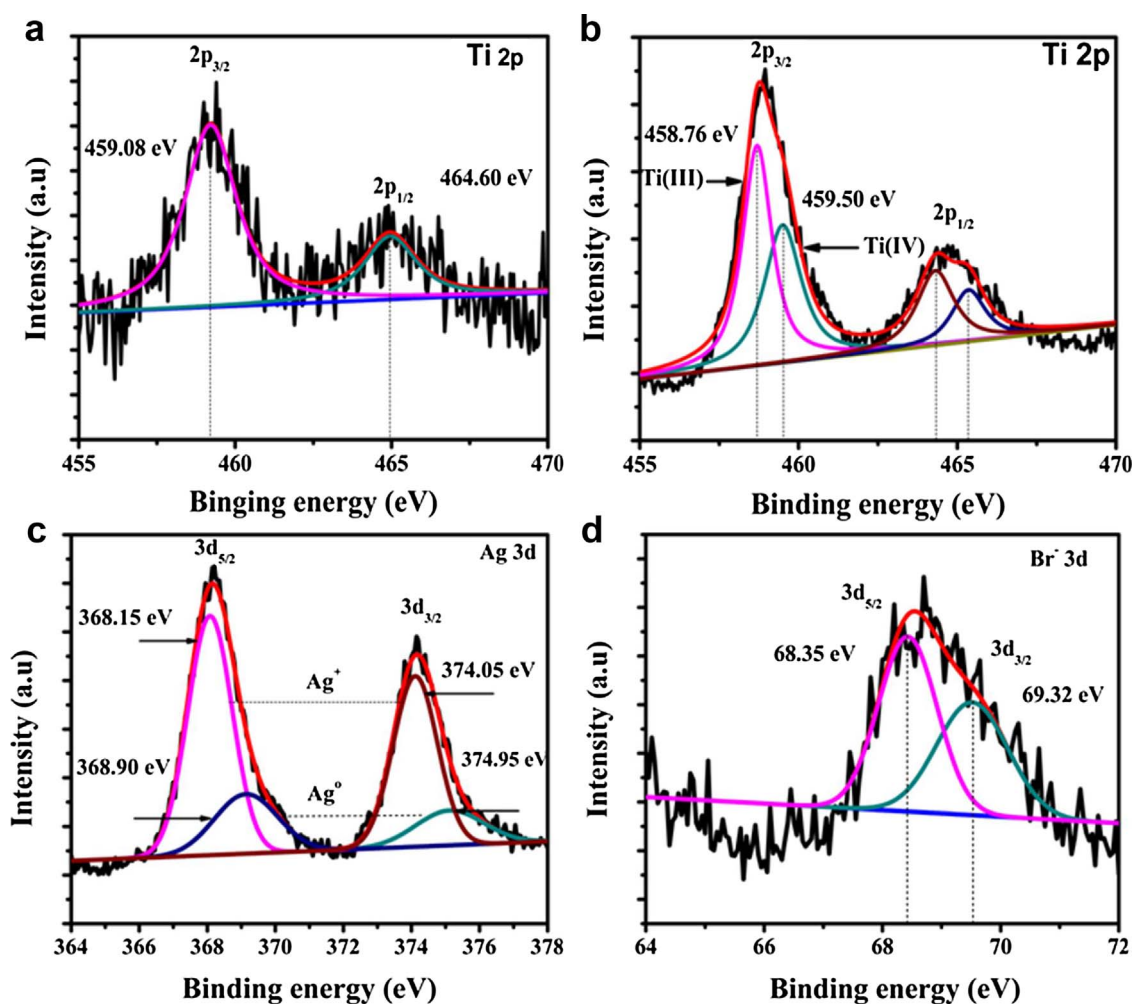 a
Ti 2p
2p3/2
459.08 eV
2p1/2
464.60 eV
Intensity (a.u)
455 460 465 470
Binging energy (eV)
b
Ti 2p
2p3/2
458.76 eV
Ti(III)
459.50 eV
Ti(IV)
2p1/2
Intensity (a.u)
455 460 465 470
Binding energy (eV)
c
Ag 3d
3d5/2
368.15 eV
3d3/2
374.05 eV
Ag+
374.95 eV
368.90 eV
Ago
Intensity (a.u)
364 366 368 370 372 374 376 378
Binding energy (eV)
d
Br- 3d
3d5/2
68.35 eV
3d3/2
69.32 eV
Intensity (a.u)
64 66 68 70 72
Binding energy (eV)